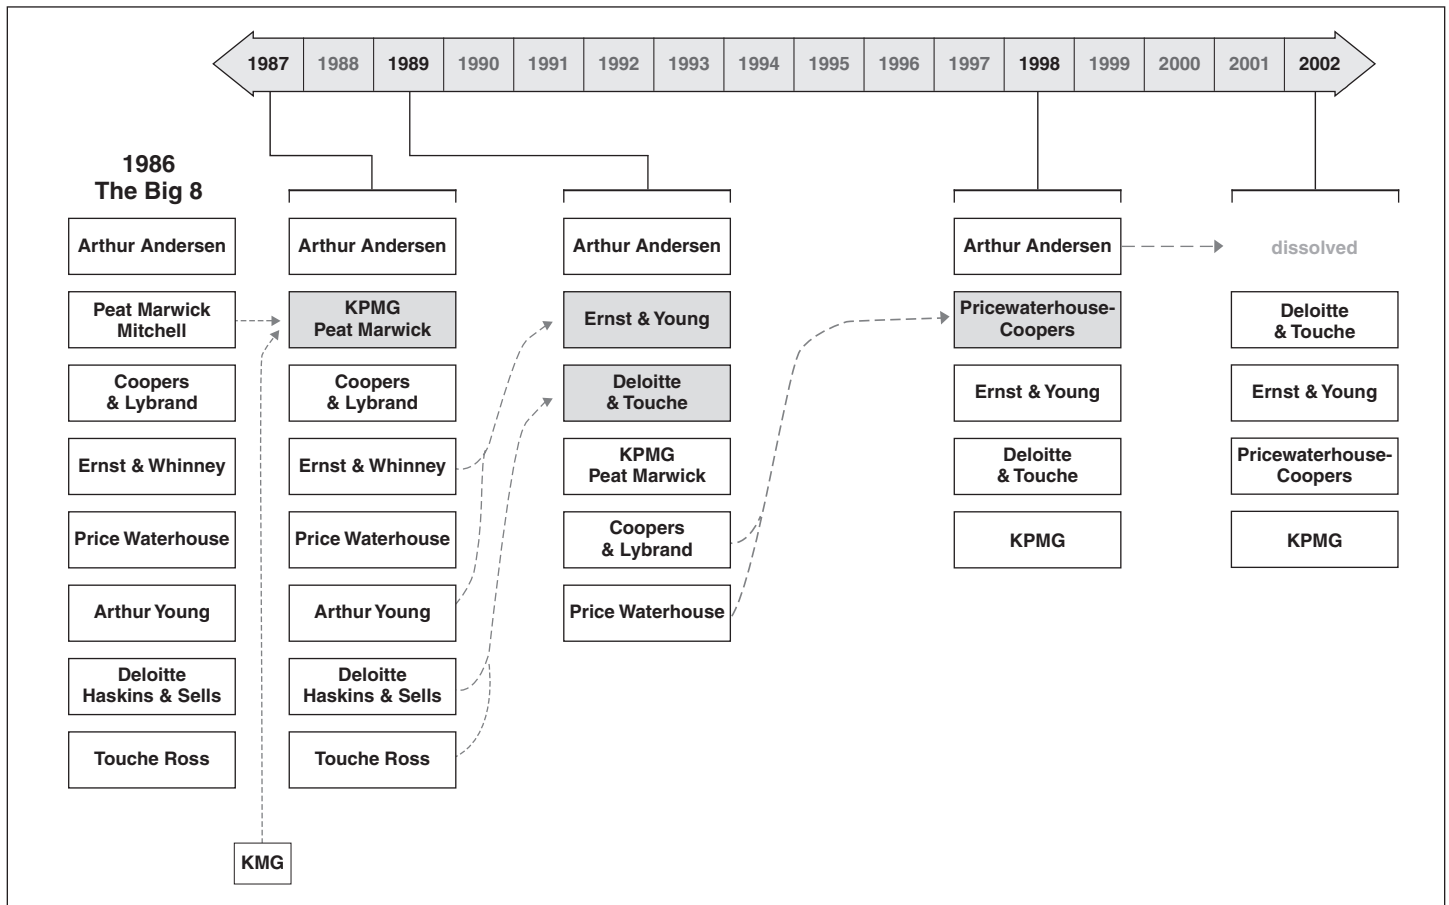 1987 1988 1989 1990 1991 1992 1993 1994 1995 1996 1997 1998 1999 2000 2001 2002
1986
The Big 8
Arthur Andersen
Peat Marwick
Mitchell
Coopers
& Lybrand
Ernst & Whinney
Price Waterhouse
Arthur Young
Deloitte
Haskins & Sells
Touche Ross
KMG
Arthur Andersen
KPMG
Peat Marwick
Coopers
& Lybrand
Ernst & Whinney
Price Waterhouse
Arthur Young
Deloitte
Haskins & Sells
Touche Ross
Arthur Andersen
Ernst & Young
Deloitte
& Touche
KPMG
Peat Marwick
Coopers
& Lybrand
Price Waterhouse
Arthur Andersen
Pricewaterhouse-
Coopers
Ernst & Young
Deloitte
& Touche
KPMG
dissolved
Deloitte
& Touche
Ernst & Young
Pricewaterhouse-
Coopers
KPMG